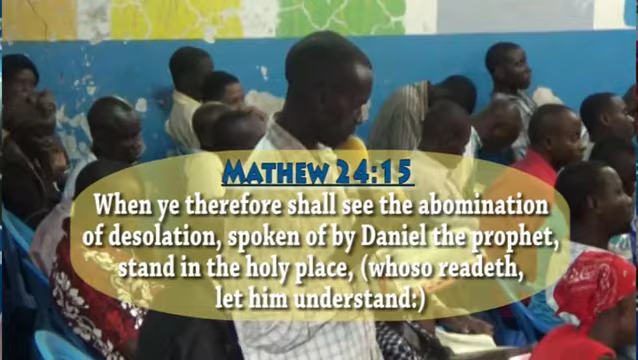 MATHEW 24:15
When ye therefore shall see the abomination
of desolation, spoken of by Daniel the prophet,
stand in the holy place, (whoso readeth,
let him understand:)